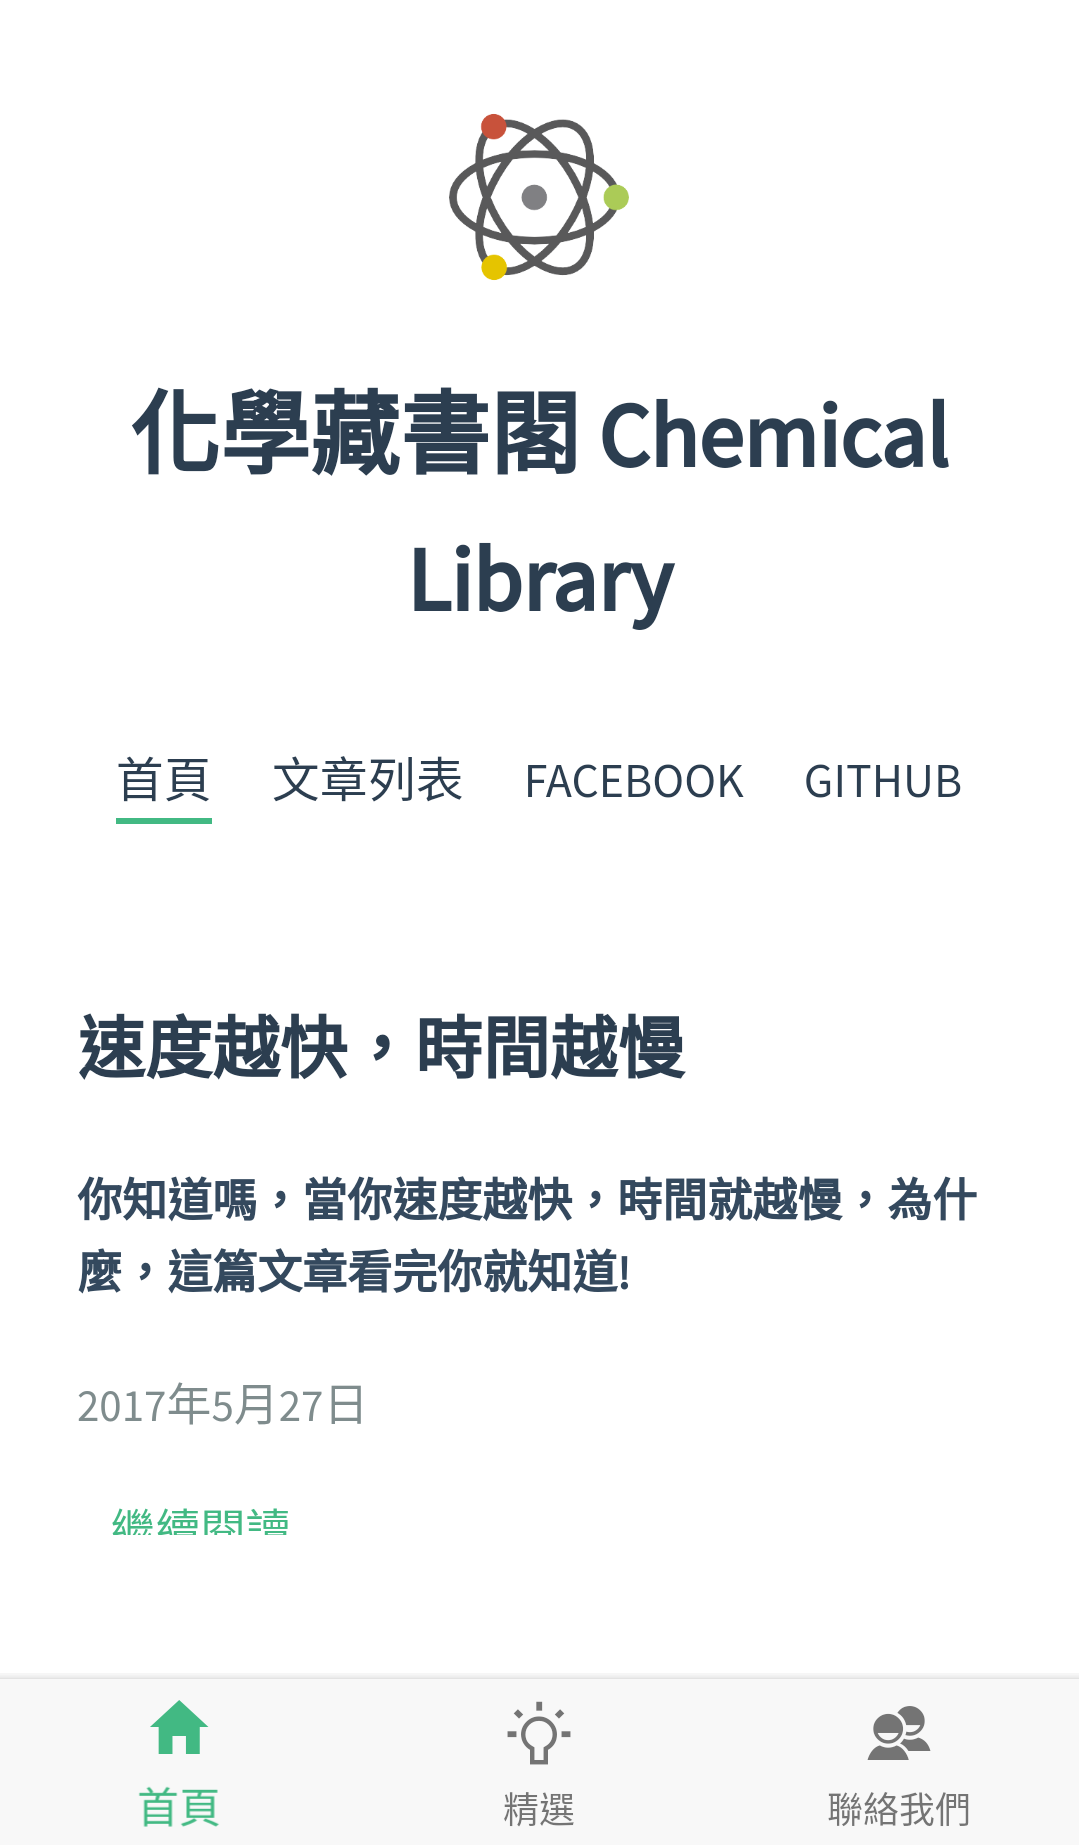 化學藏書閣 Chemical
Library
首頁 文章列表 FACEBOOK GITHUB
速度越快，時間越慢
你知道嗎，當你速度越快，時間就越慢，為什
麼，這篇文章看完你就知道!
2017年5月27日
繼續閱讀
首頁 精選 聯絡我們